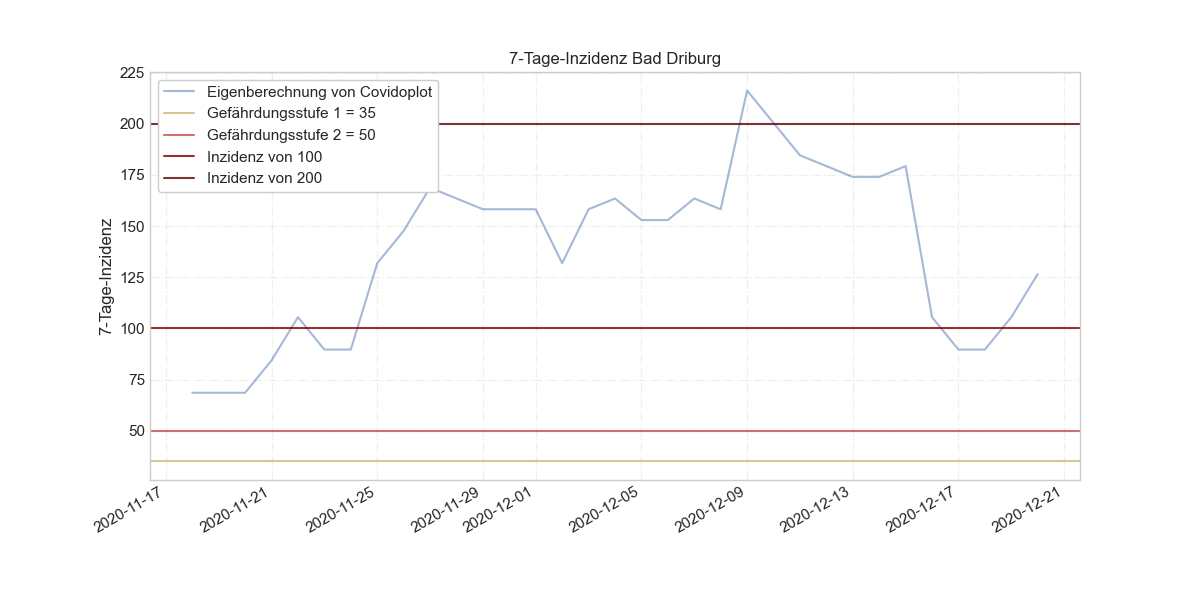 7-Tage-Inzidenz Bad Driburg
7-Tage-Inzidenz
225
200
175
150
125
100
75
50
Eigenberechnung von Covidoplot
Gefährdungsstufe 1 = 35
Gefährdungsstufe 2 = 50
Inzidenz von 100
Inzidenz von 200
2020-11-17
2020-11-21
2020-11-25
2020-11-29
2020-12-01
2020-12-05
2020-12-09
2020-12-13
2020-12-17
2020-12-21